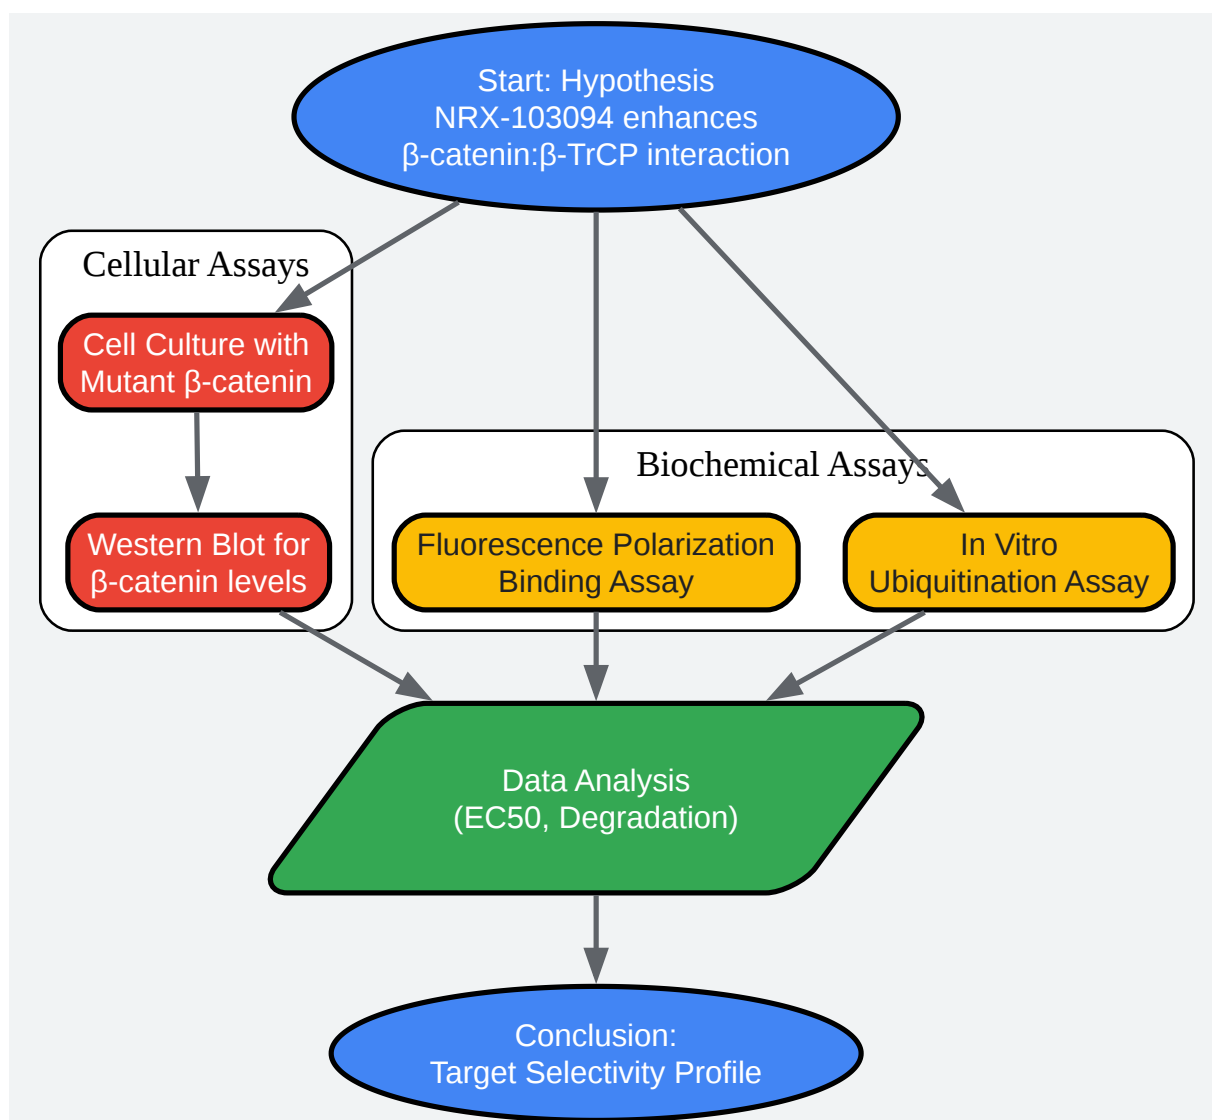 Start: Hypothesis
NRX-103094 enhances
β-catenin:β-TrCP interaction
Cellular Assays
Cell Culture with
Mutant β-catenin
Western Blot for
β-catenin levels
Biochemical Assays
Fluorescence Polarization
Binding Assay
In Vitro
Ubiquitination Assay
Data Analysis
(EC50, Degradation)
Conclusion:
Target Selectivity Profile